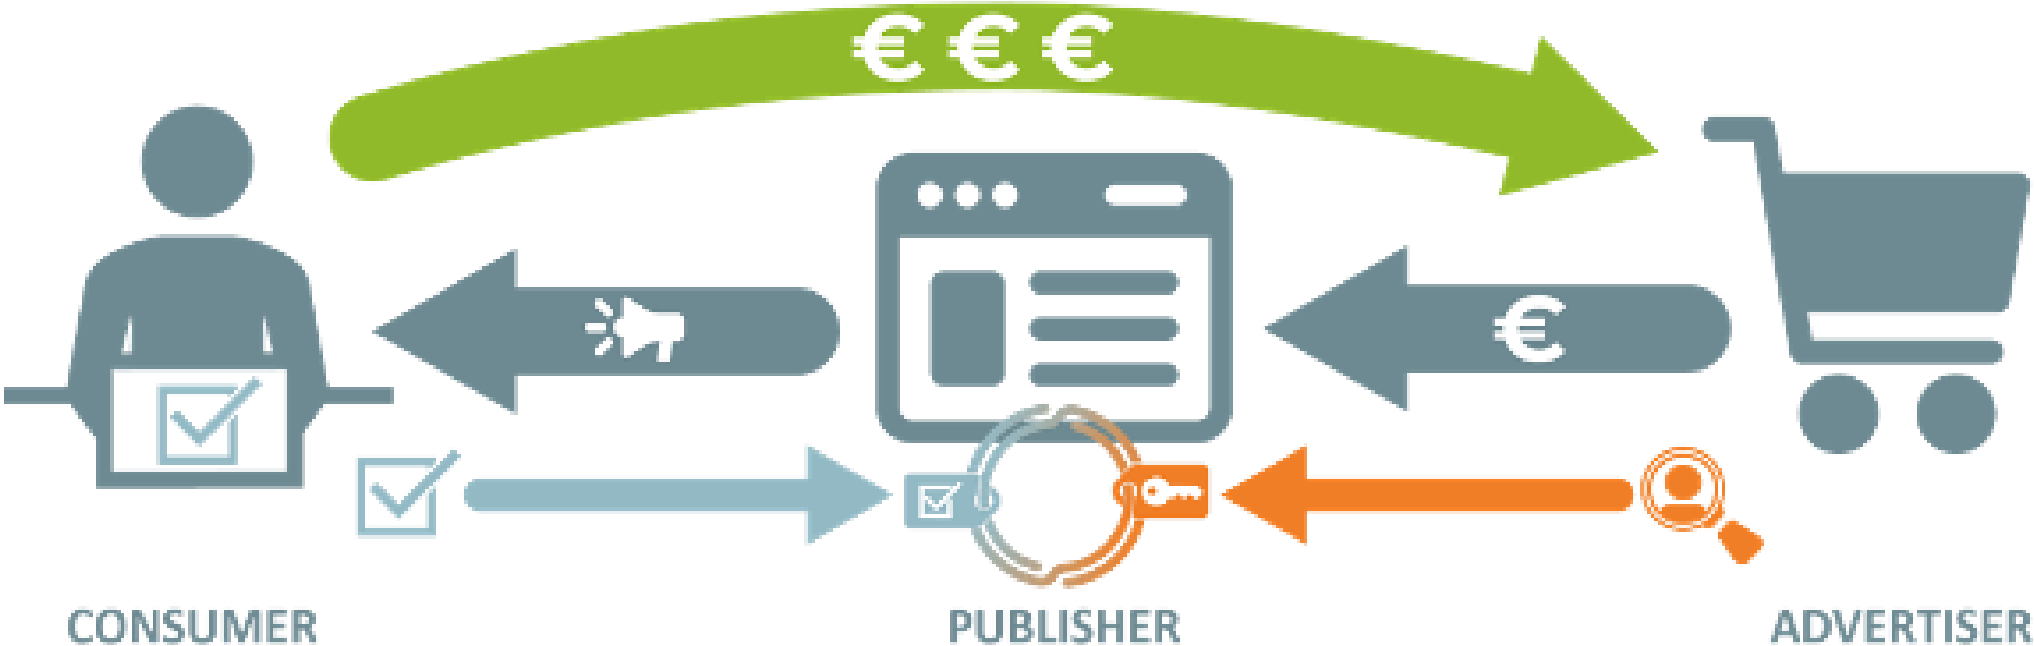 € € €
€
CONSUMER
PUBLISHER
ADVERTISER